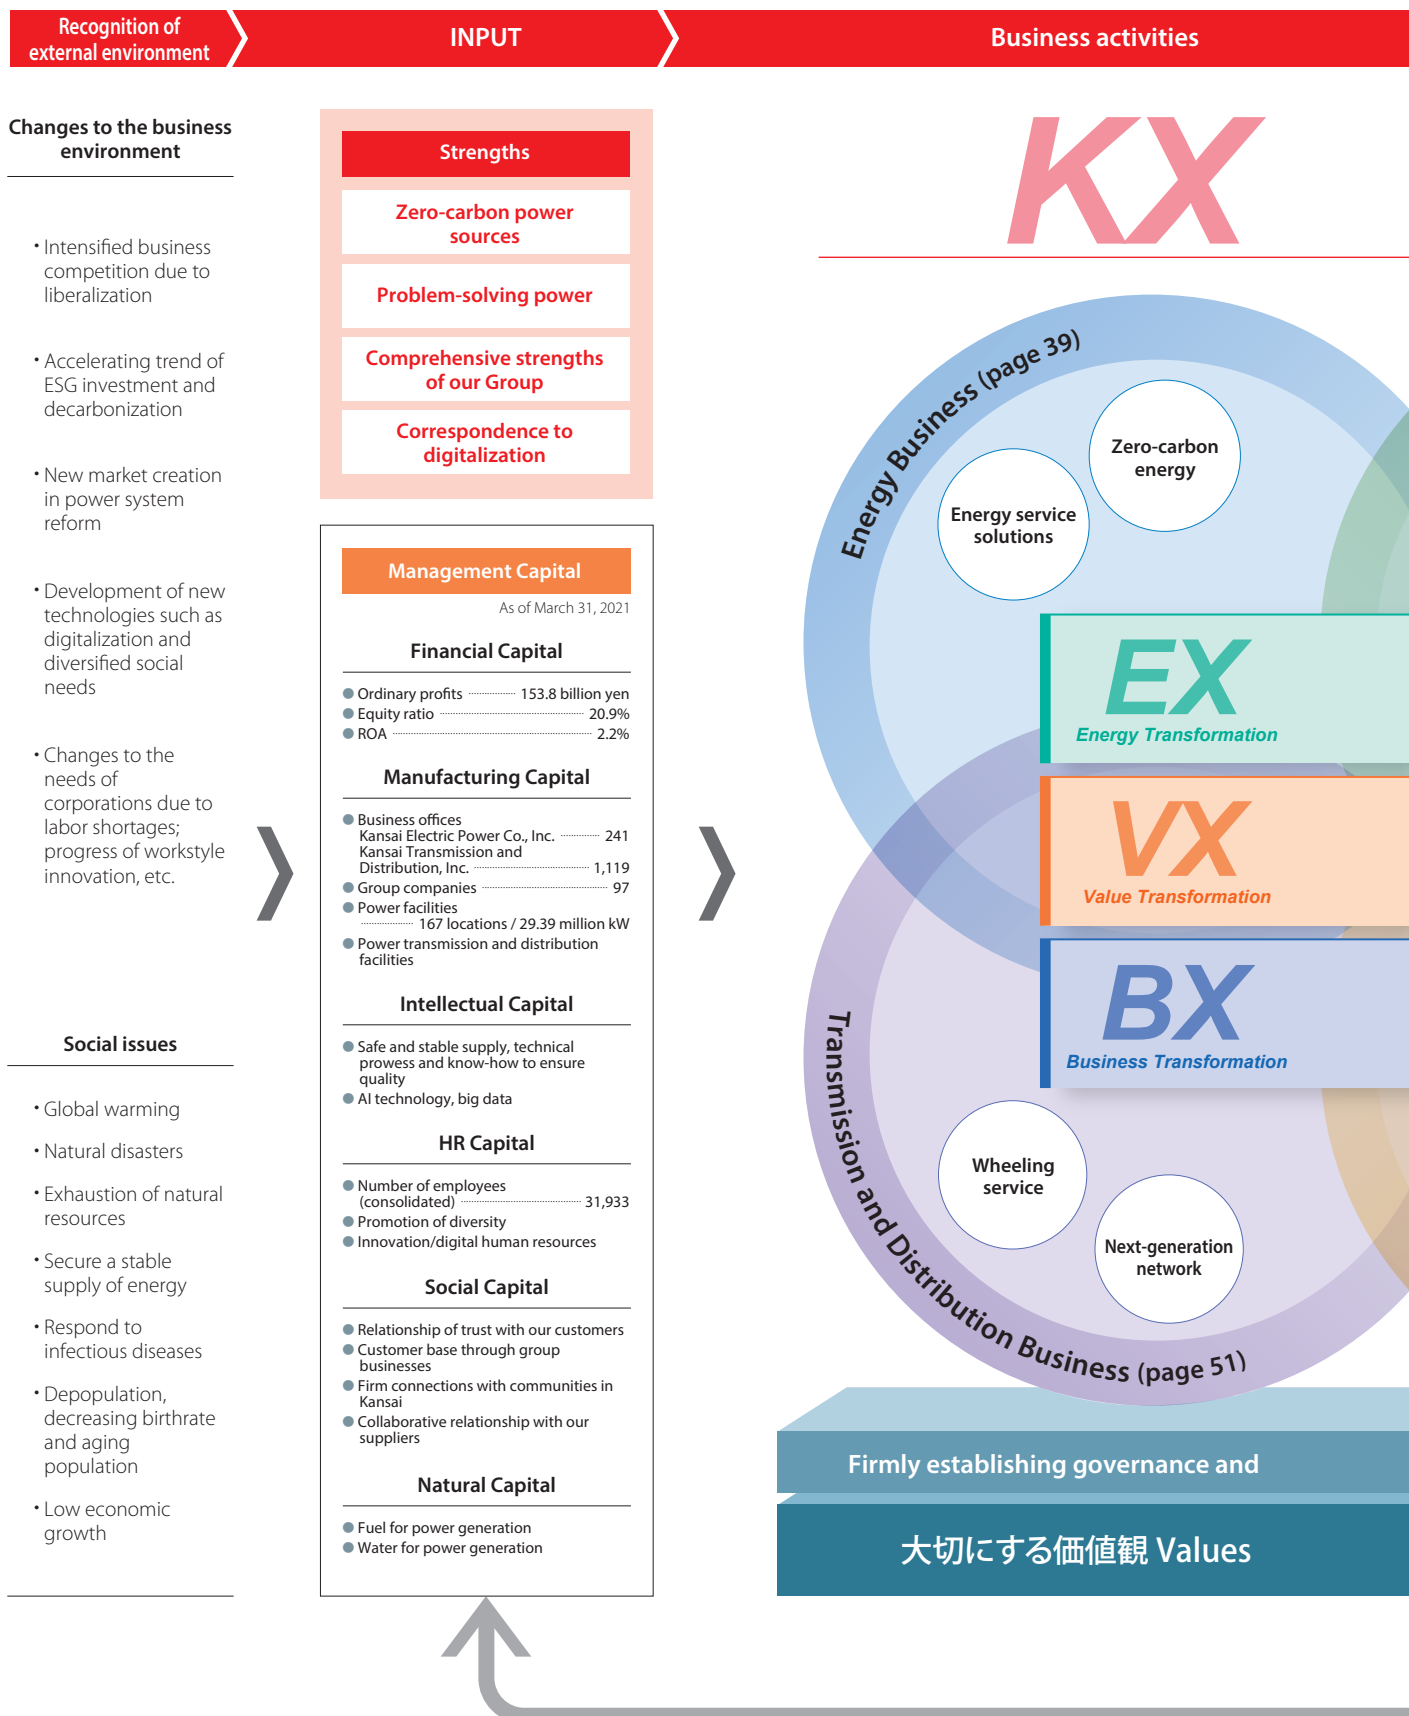 Recognition of
external environment
INPUT
Business activities
Changes to the business
environment
・Intensified business
competition due to
liberalization
・Accelerating trend of
ESG investment and
decarbonization
・New market creation
in power system
reform
・Development of new
technologies such as
digitalization and
diversified social
needs
・Changes to the
needs of
corporations due to
labor shortages;
progress of workstyle
innovation, etc.
Social issues
・Global warming
・Natural disasters
・Exhaustion of natural
resources
・Secure a stable
supply of energy
・Respond to
infectious diseases
・Depopulation,
decreasing birthrate
and aging
population
・Low economic
growth
Strengths
Zero-carbon power
sources
Problem-solving power
Comprehensive strengths
of our Group
Correspondence to
digitalization
Management Capital
As of March 31, 2021
Financial Capital
● Ordinary profits 153.8 billion yen
● Equity ratio 20.9%
● ROA 2.2%
Manufacturing Capital
● Business offices
Kansai Electric Power Co., Inc. 241
Kansai Transmission and
Distribution, Inc. 1,119
● Group companies 97
● Power facilities
167 locations / 29.39 million kW
● Power transmission and distribution
facilities
Intellectual Capital
● Safe and stable supply, technical
prowess and know-how to ensure
quality
● AI technology, big data
HR Capital
● Number of employees
(consolidated) 31,933
● Promotion of diversity
● Innovation/digital human resources
Social Capital
● Relationship of trust with our customers
● Customer base through group
businesses
● Firm connections with communities in
Kansai
● Collaborative relationship with our
suppliers
Natural Capital
● Fuel for power generation
● Water for power generation
KX
Energy Business (page 39)
Zero-carbon
energy
Energy service
solutions
EX
Energy Transformation
VX
Value Transformation
BX
Business Transformation
Wheeling
service
Next-generation
network
Transmission and Distribution Business (page 51)
Firmly establishing governance and
大切にする価値観 Values